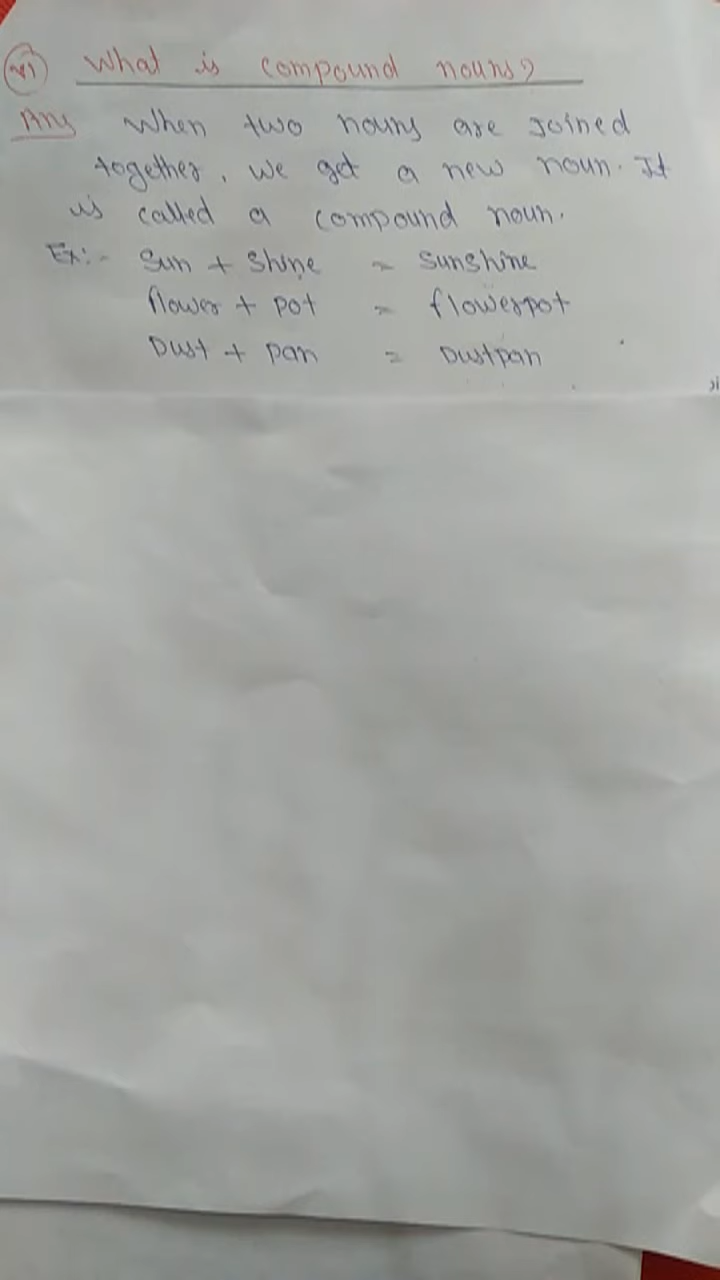 What is compound nouns?
Ans When two nouns are Joined
together, we get a new noun. It
is called a compound noun.
Ex:- Sun + Shine = Sunshine
flower + pot = flowerpot
Dust + pan = Dustpan